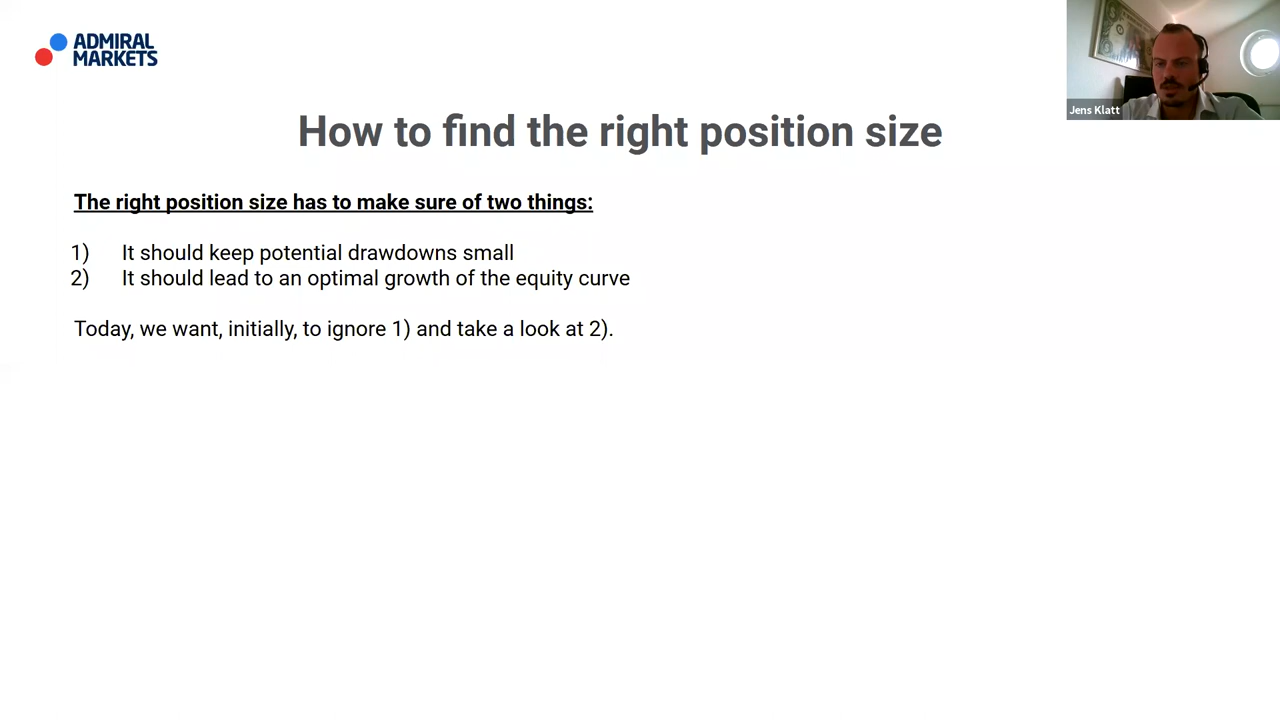 ADMIRAL
MARKETS
Jens Klatt
How to find the right position size
The right position size has to make sure of two things:
1) It should keep potential drawdowns small
2) It should lead to an optimal growth of the equity curve
Today, we want, initially, to ignore 1) and take a look at 2).